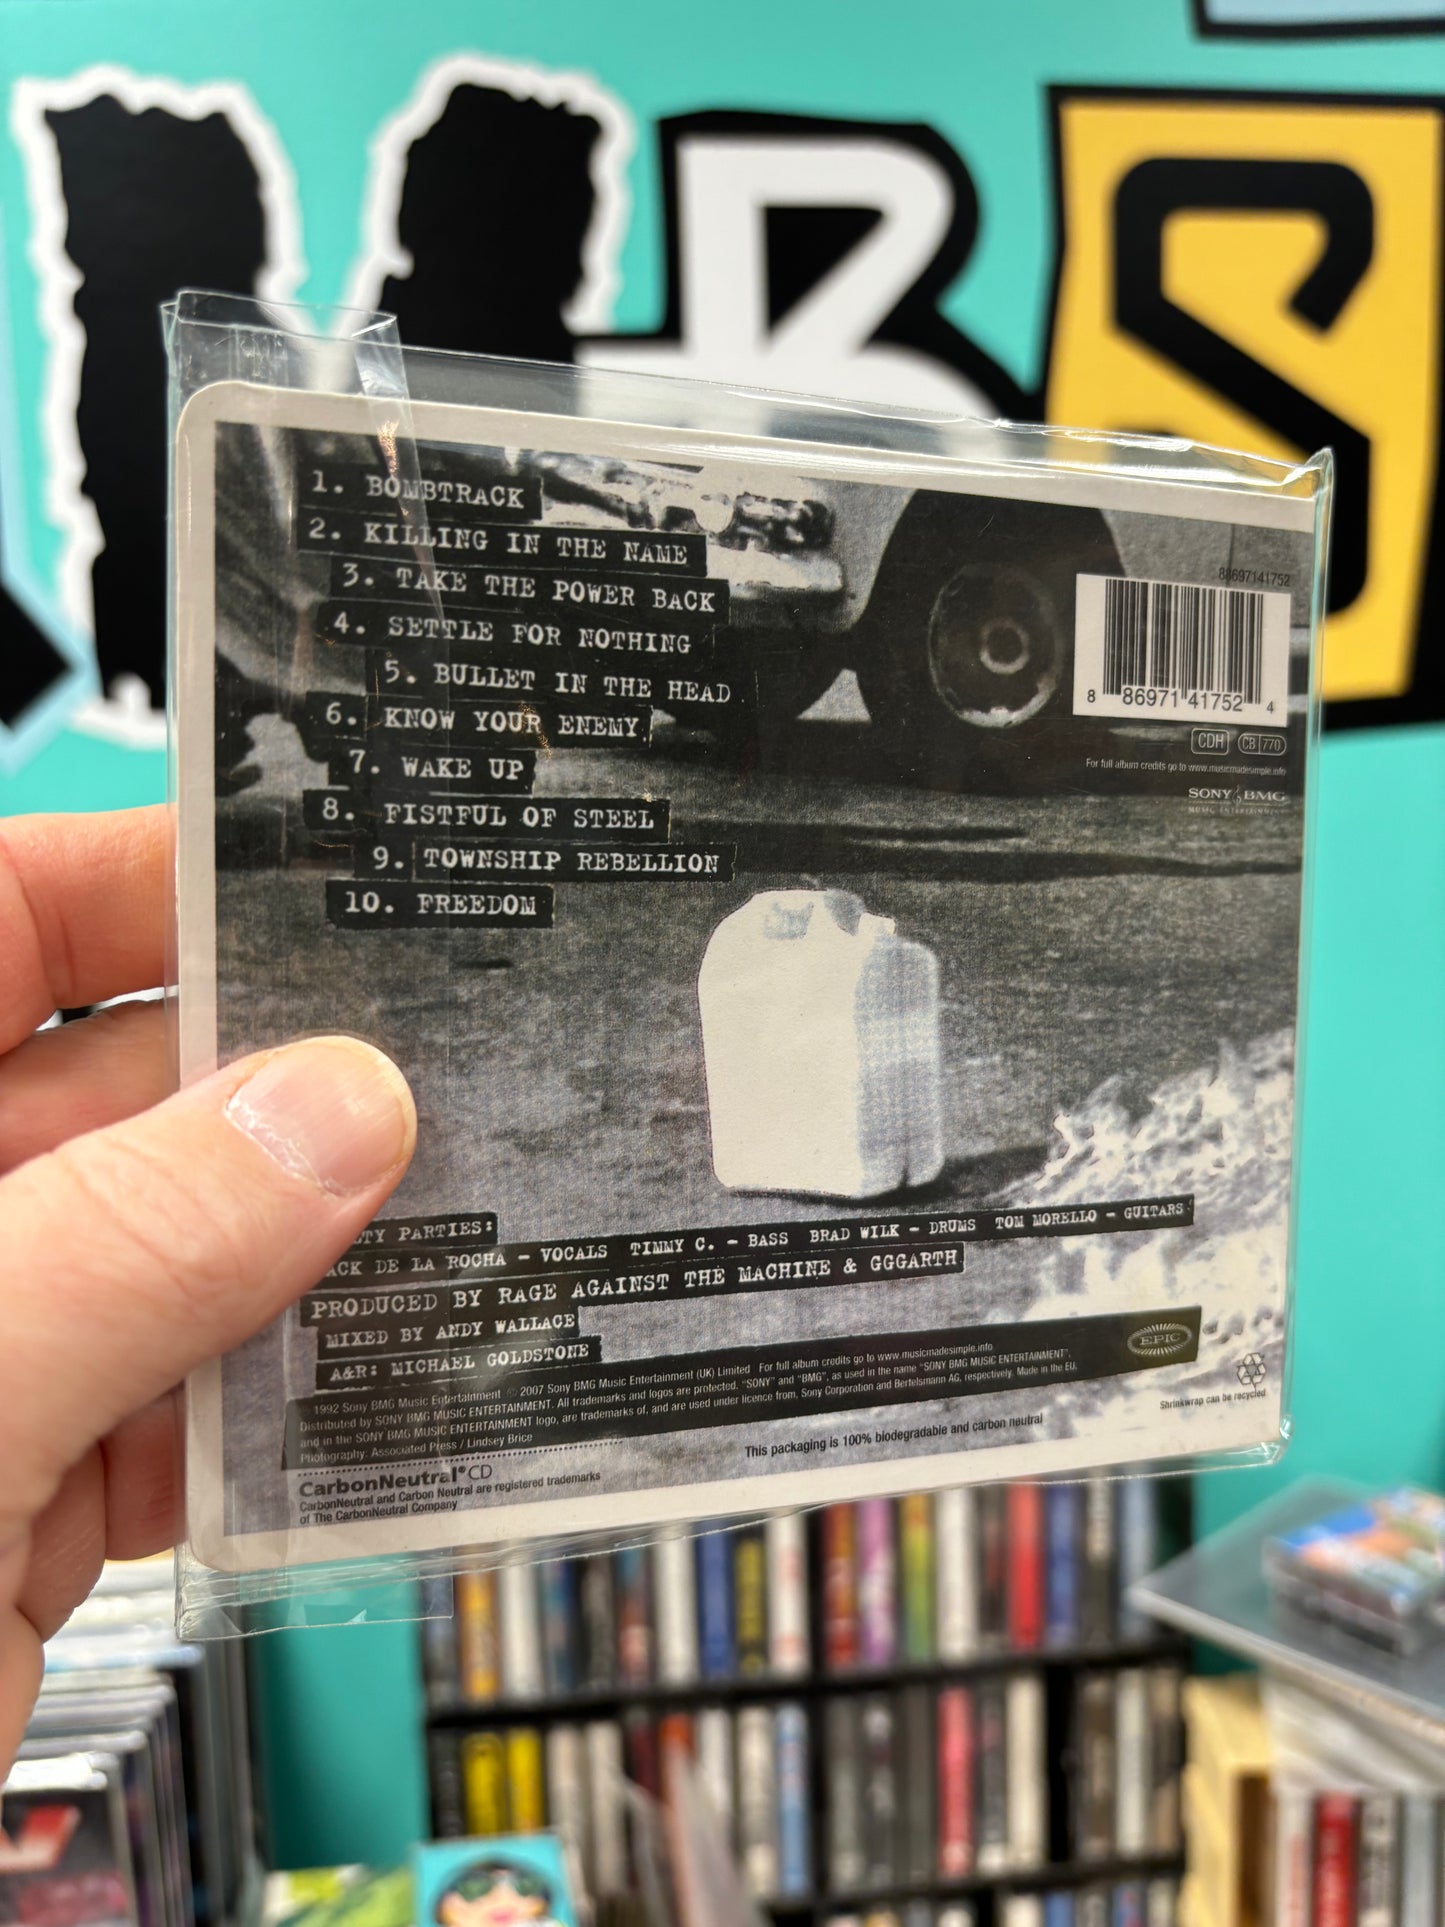 BS
1. BOMBTRACK
2. KILLING IN THE NAME
3. TAKE THE POWER BACK
4. SETTLE FOR NOTHING
5. BULLET IN THE HEAD
6. KNOW YOUR ENEMY
7. WAKE UP
8. FISTFUL OF STEEL
9. TOWNSHIP REBELLION
10. FREEDOM
88697141752
8 86971 41752 4
CDH CB 770
For full album credits go to www.musicmadesimple.info
SONY BMG
MUSIC ENTERTAINMENT
TY PARTIES:
ACK DE LA ROCHA - VOCALS TIMMY C. - BASS BRAD WILK - DRUMS TOM MORELLO - GUITARS
PRODUCED BY RAGE AGAINST THE MACHINE & GGGARTH
MIXED BY ANDY WALLACE
A&R: MICHAEL GOLDSTONE
EPIC
1992 Sony BMG Music Entertainment © 2007 Sony BMG Music Entertainment (UK) Limited For full album credits go to www.musicmadesimple.info
Distributed by SONY BMG MUSIC ENTERTAINMENT. All trademarks and logos are protected. "SONY" and "BMG", as used in the name "SONY BMG MUSIC ENTERTAINMENT",
and in the SONY BMG MUSIC ENTERTAINMENT logo, are trademarks of, and are used under licence from, Sony Corporation and Bertelsmann AG, respectively. Made in the EU.
Photography: Associated Press / Lindsey Brice
Shrinkwrap can be recycled
This packaging is 100% biodegradable and carbon neutral
CarbonNeutral® CD
CarbonNeutral and Carbon Neutral are registered trademarks
of The CarbonNeutral Company